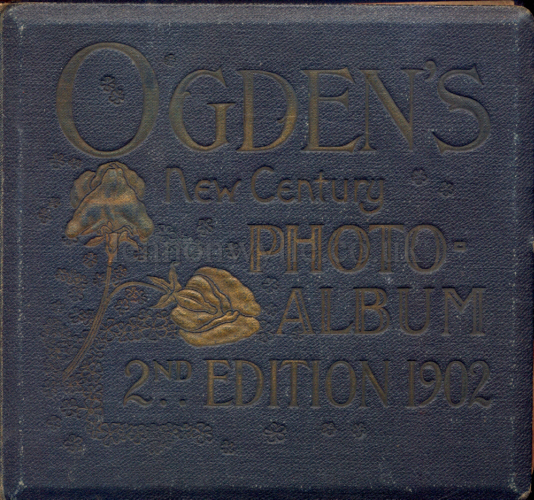 OGDEN'S
New Century
PHOTO-
ALBUM
2ND EDITION 1902